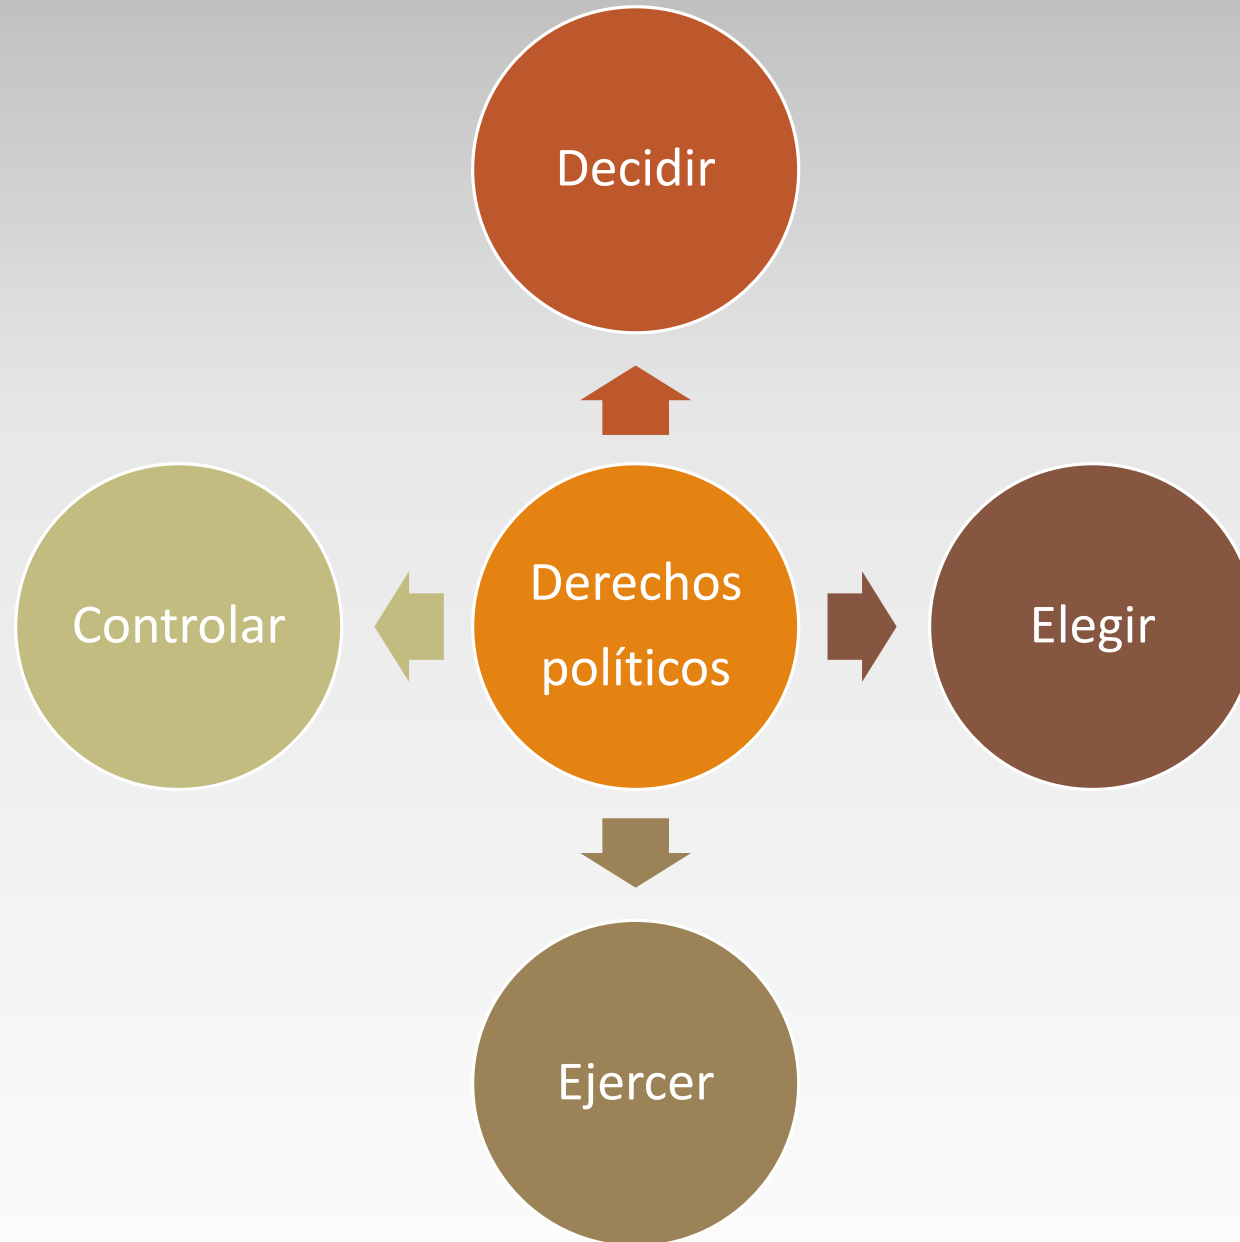 Decidir
Controlar
Derechos
políticos
Elegir
Ejercer